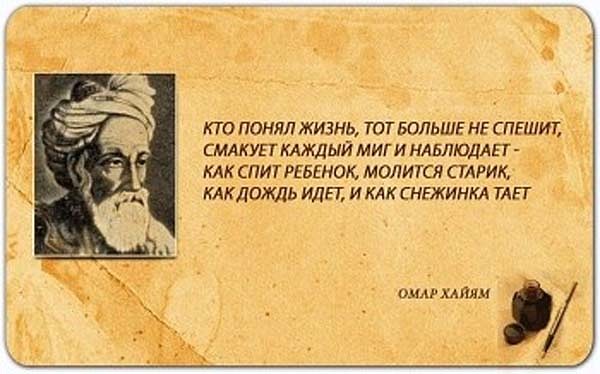 КТО ПОНЯЛ ЖИЗНЬ, ТОТ БОЛЬШЕ НЕ СПЕШИТ,
СМАКУЕТ КАЖДЫЙ МИГ И НАБЛЮДАЕТ -
КАК СПИТ РЕБЕНОК, МОЛИТСЯ СТАРИК,
КАК ДОЖДЬ ИДЕТ, И КАК СНЕЖИНКА ТАЕТ
ОМАР ХАЙЯМ